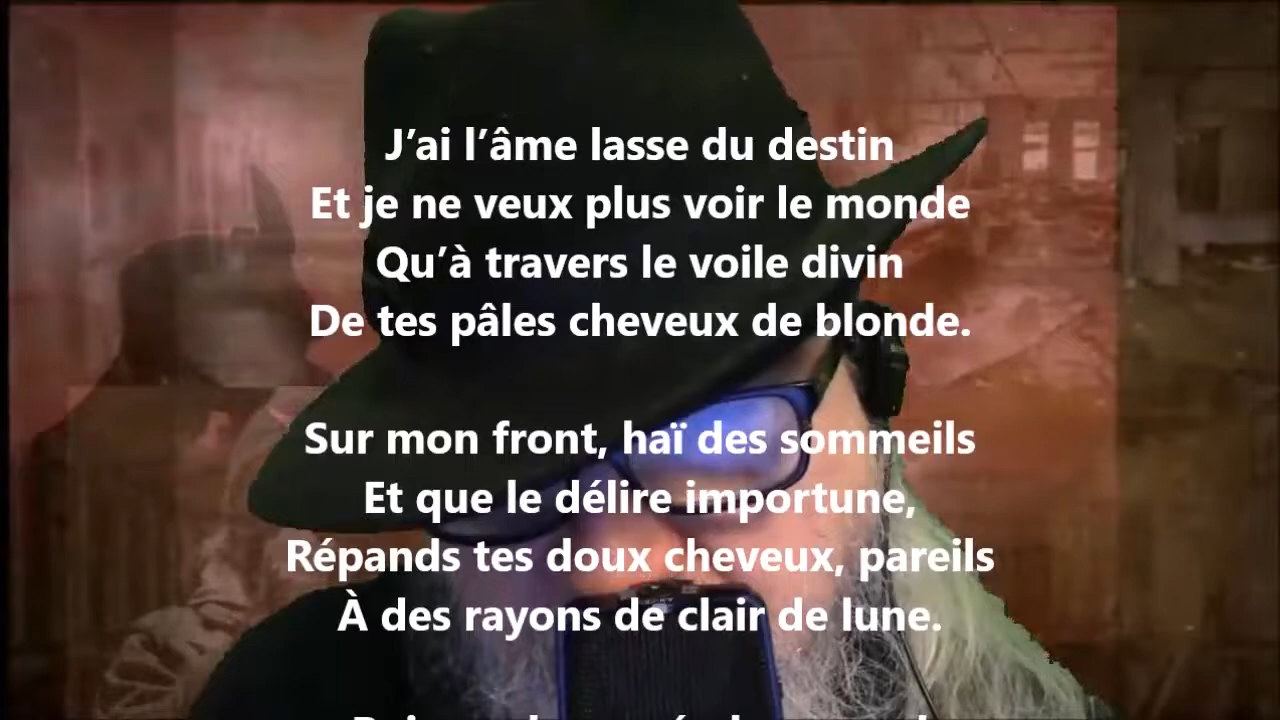 J’ai l’âme lasse du destin
Et je ne veux plus voir le monde
Qu’à travers le voile divin
De tes pâles cheveux de blonde.
Sur mon front, haï des sommeils
Et que le délire importune,
Répands tes doux cheveux, pareils
À des rayons de clair de lune.